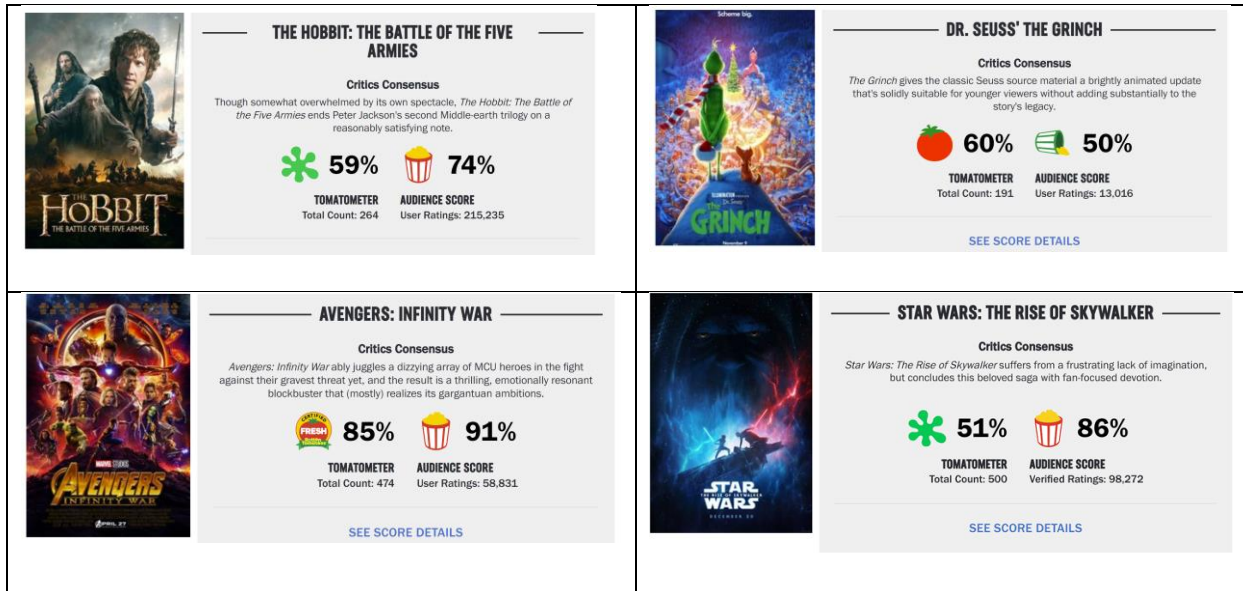 THE HOBBIT: THE BATTLE OF THE FIVE
ARMIES
Critics Consensus
Though somewhat overwhelmed by its own spectacle, The Hobbit: The Battle of
the Five Armies ends Peter Jackson's second Middle-earth trilogy on a
reasonably satisfying note.
59%
74%
TOMATOMETER
AUDIENCE SCORE
Total Count: 264
User Ratings: 215,235
THE
HOBBIT
THE BATTLE OF THE FIVE ARMIES
Scheme big.
DR. SEUSS' THE GRINCH
Critics Consensus
The Grinch gives the classic Seuss source material a brightly animated update
that's solidly suitable for younger viewers without adding substantially to the
story's legacy.
60%
50%
TOMATOMETER
AUDIENCE SCORE
Total Count: 191
User Ratings: 13,016
SEE SCORE DETAILS
ILLUMINATION
Dr. Seuss'
The
GRINCH
November 9
AVENGERS: INFINITY WAR
Critics Consensus
Avengers: Infinity War ably juggles a dizzying array of MCU heroes in the fight
against their gravest threat yet, and the result is a thrilling, emotionally resonant
blockbuster that (mostly) realizes its gargantuan ambitions.
CERTIFIED
FRESH
85%
91%
TOMATOMETER
AUDIENCE SCORE
Total Count: 474
User Ratings: 58,831
SEE SCORE DETAILS
MARVEL STUDIOS
AVENGERS
INFINITY WAR
APRIL 27
STAR WARS: THE RISE OF SKYWALKER
Critics Consensus
Star Wars: The Rise of Skywalker suffers from a frustrating lack of imagination,
but concludes this beloved saga with fan-focused devotion.
51%
86%
TOMATOMETER
AUDIENCE SCORE
Total Count: 500
Verified Ratings: 98,272
SEE SCORE DETAILS
STAR
THE RISE OF SKYWALKER
WARS
DECEMBER 20